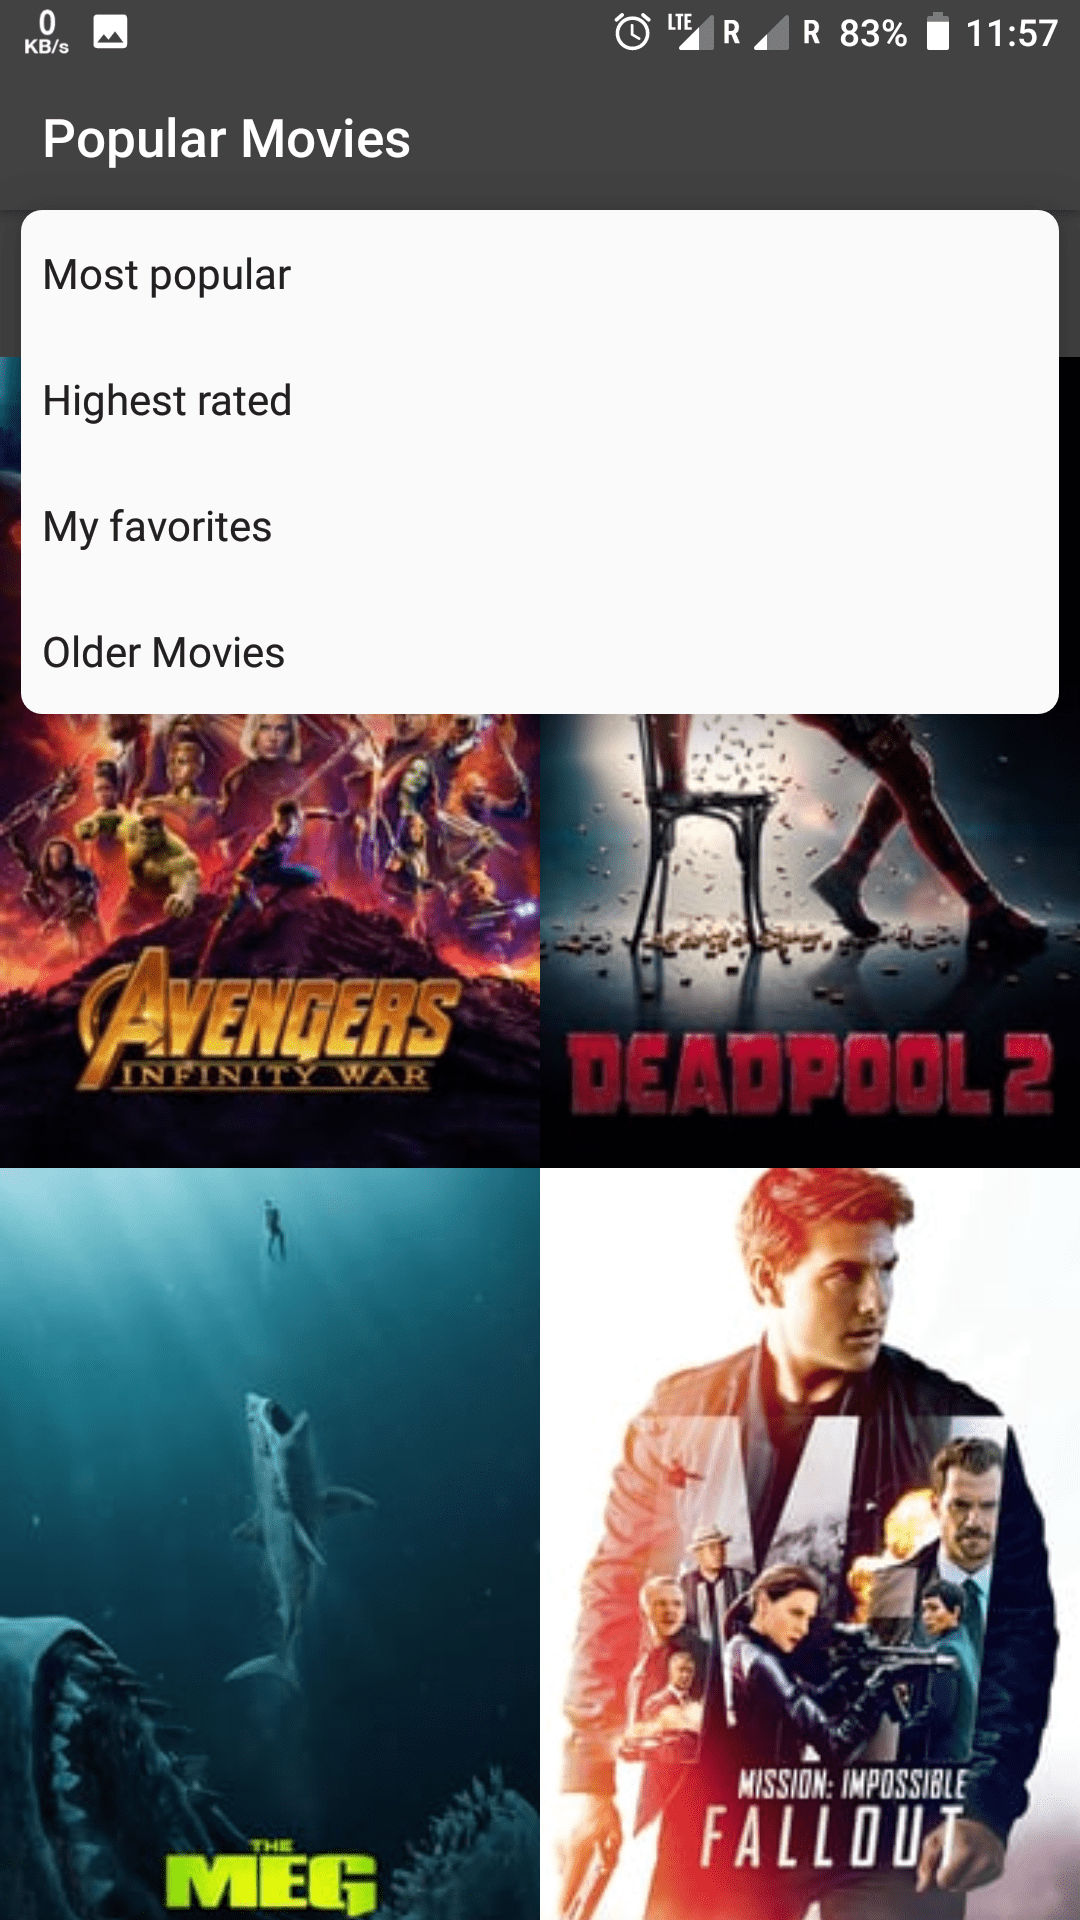 0
KB/s
LTE R R 83% 11:57
Popular Movies
Most popular
Highest rated
My favorites
Older Movies
AVENGERS
INFINITY WAR
DEADPOOL 2
THE
MEG
MISSION: IMPOSSIBLE
FALLOUT